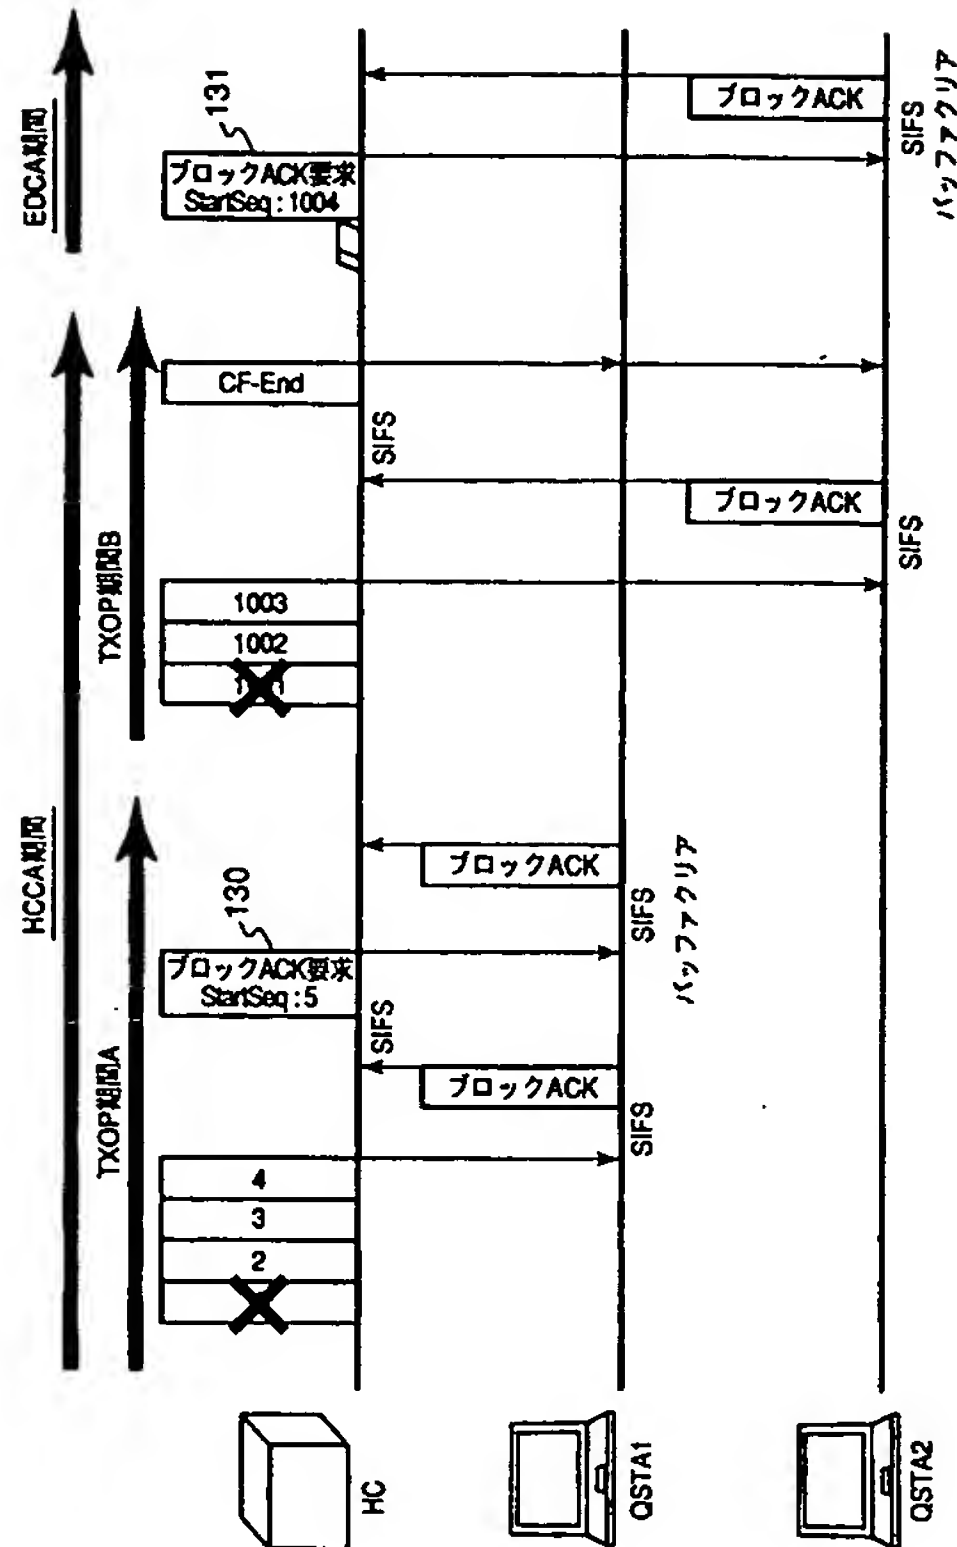 HCCA期間
EDCA期間
TXOP期間A
TXOP期間B
2
3
4
SIFS
ブロックACK
SIFS
ブロックACK要求
StartSeq:5
130
SIFS
バッファクリア
ブロックACK
1002
1003
SIFS
ブロックACK
SIFS
CF-End
ブロックACK要求
StartSeq:1004
131
SIFS
バッファクリア
ブロックACK
HC
QSTA1
QSTA2